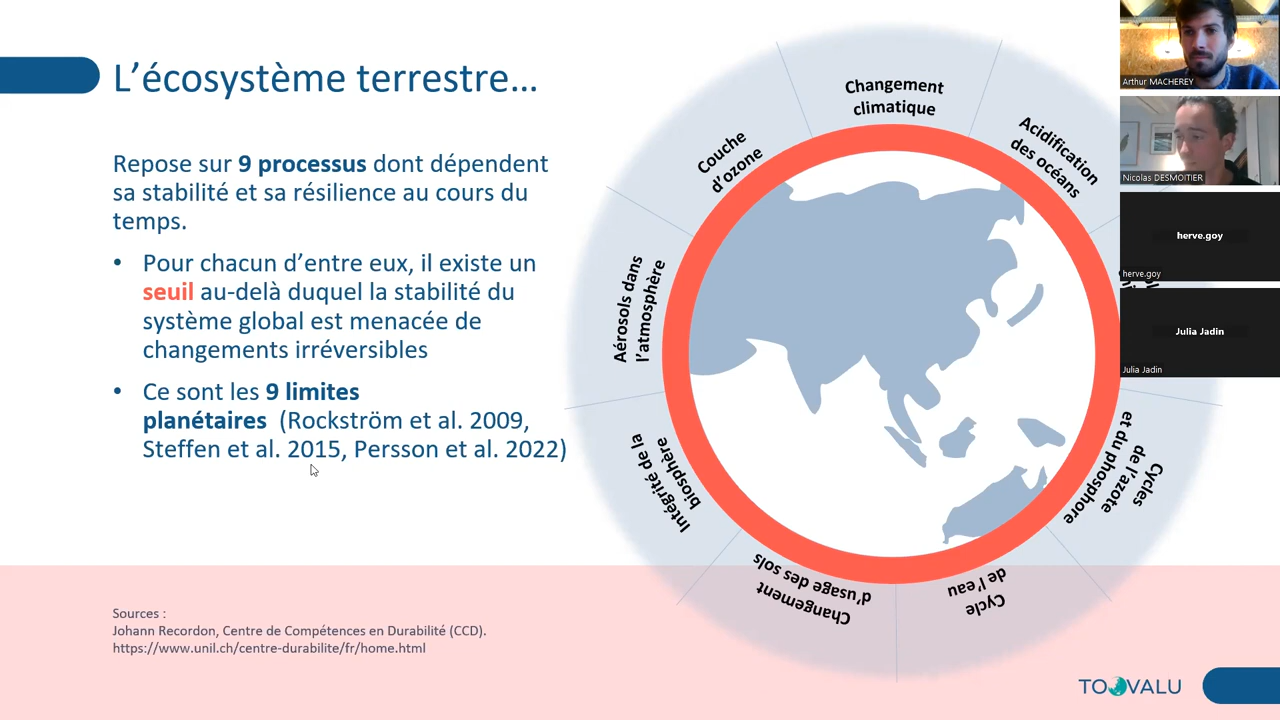 L'écosystème terrestre…
Repose sur 9 processus dont dépendent
sa stabilité et sa résilience au cours du
temps.
• Pour chacun d'entre eux, il existe un
seuil au-delà duquel la stabilité du
système global est menacée de
changements irréversibles
• Ce sont les 9 limites
planétaires (Rockström et al. 2009,
Steffen et al. 2015, Persson et al. 2022)
Changement
climatique
Acidification
des océans
Cycles
de l'azote
et du phosphore
Cycle
de l'eau
Changement
d'usage des sols
Intégrité de la
biosphère
Aérosols dans
l'atmosphère
Couche
d'ozone
Arthur MACHEREY
Nicolas DESMOITIER
herve.goy
herve.goy
Julia Jadin
Julia Jadin
Sources :
Johann Recordon, Centre de Compétences en Durabilité (CCD).
https://www.unil.ch/centre-durabilite/fr/home.html
TOOVALU